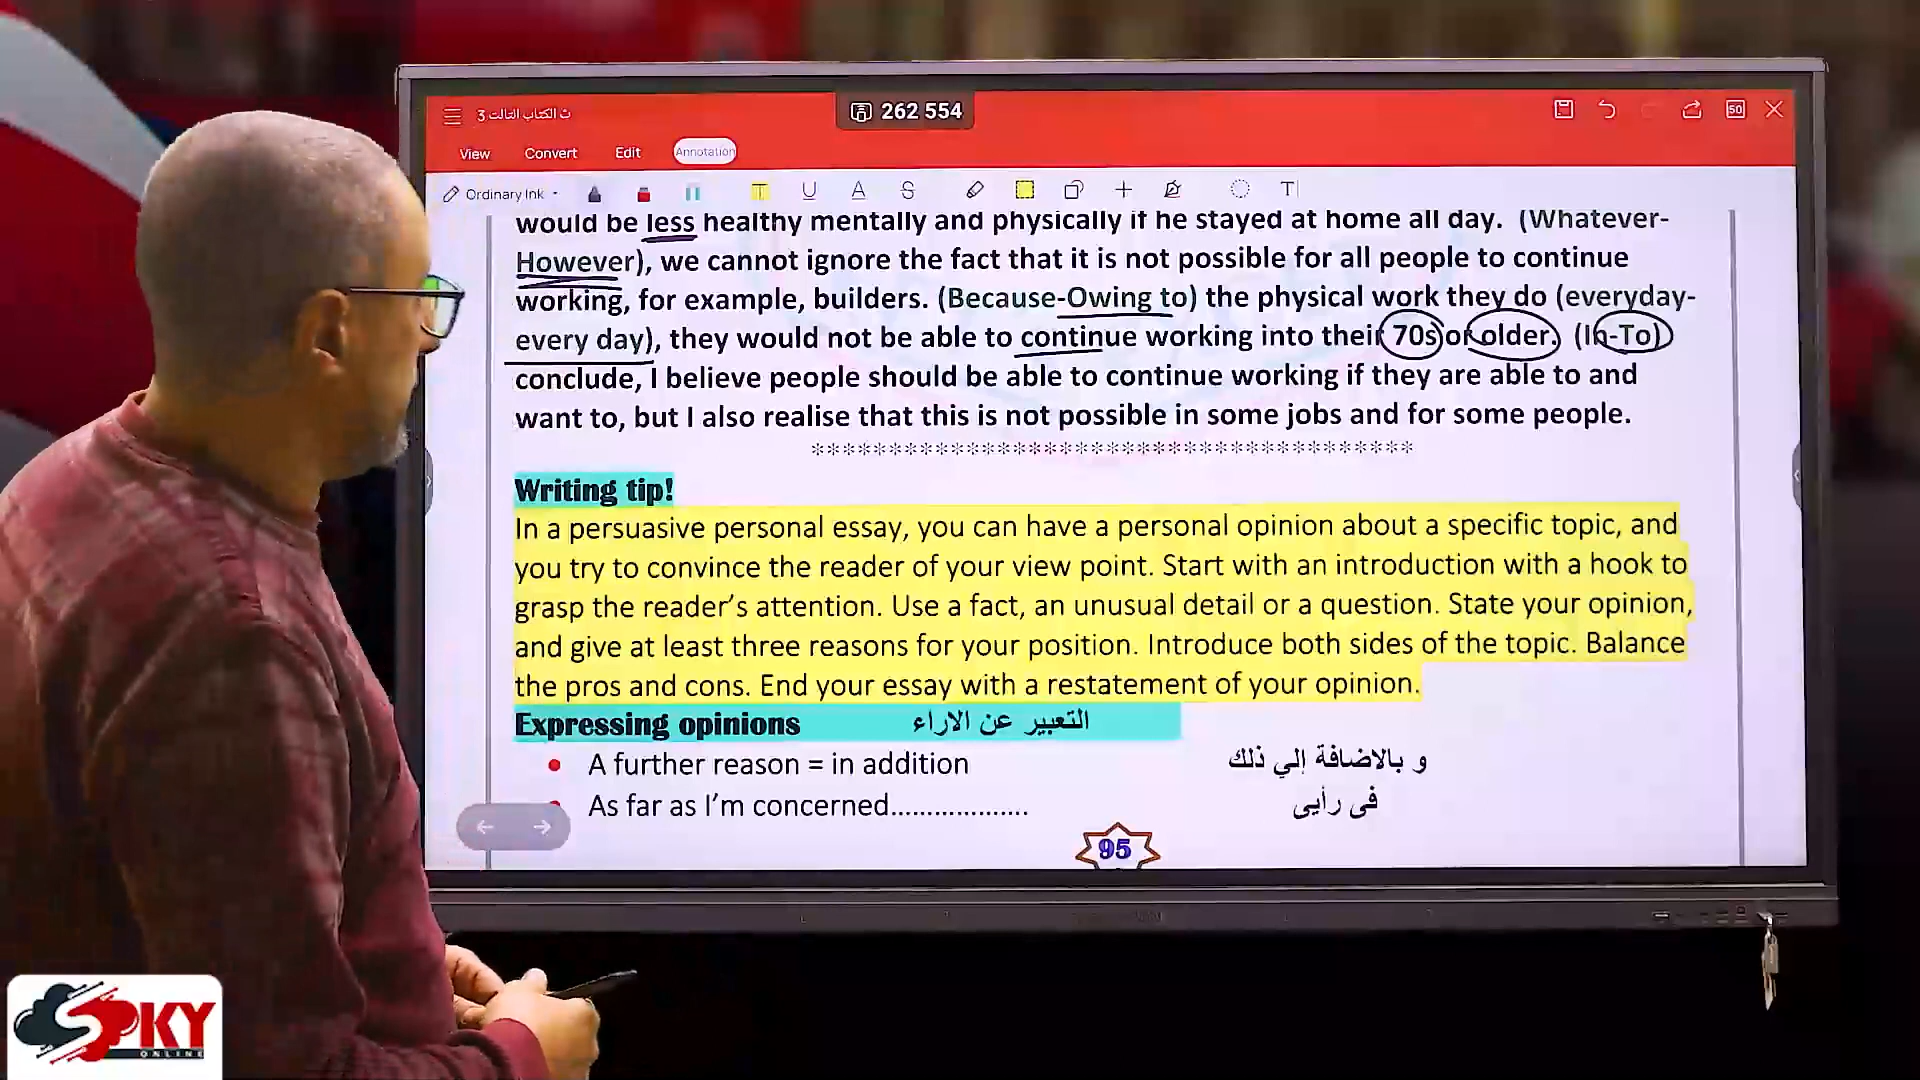 ث الكتاب الثالث 3
262 554
50
View Convert Edit Annotation
Ordinary Ink
T U A S T
would be less healthy mentally and physically if he stayed at home all day. (Whatever-
However), we cannot ignore the fact that it is not possible for all people to continue
working, for example, builders. (Because-Owing to) the physical work they do (everyday-
every day), they would not be able to continue working into their 70s or older. (In-To)
conclude, I believe people should be able to continue working if they are able to and
want to, but I also realise that this is not possible in some jobs and for some people.
***************************************
Writing tip!
In a persuasive personal essay, you can have a personal opinion about a specific topic, and
you try to convince the reader of your view point. Start with an introduction with a hook to
grasp the reader's attention. Use a fact, an unusual detail or a question. State your opinion,
and give at least three reasons for your position. Introduce both sides of the topic. Balance
the pros and cons. End your essay with a restatement of your opinion.
Expressing opinions التعبير عن الاراء
• A further reason = in addition و بالاضافة إلي ذلك
• As far as I'm concerned.................. فى رأيى
95
SKY
ONLINE